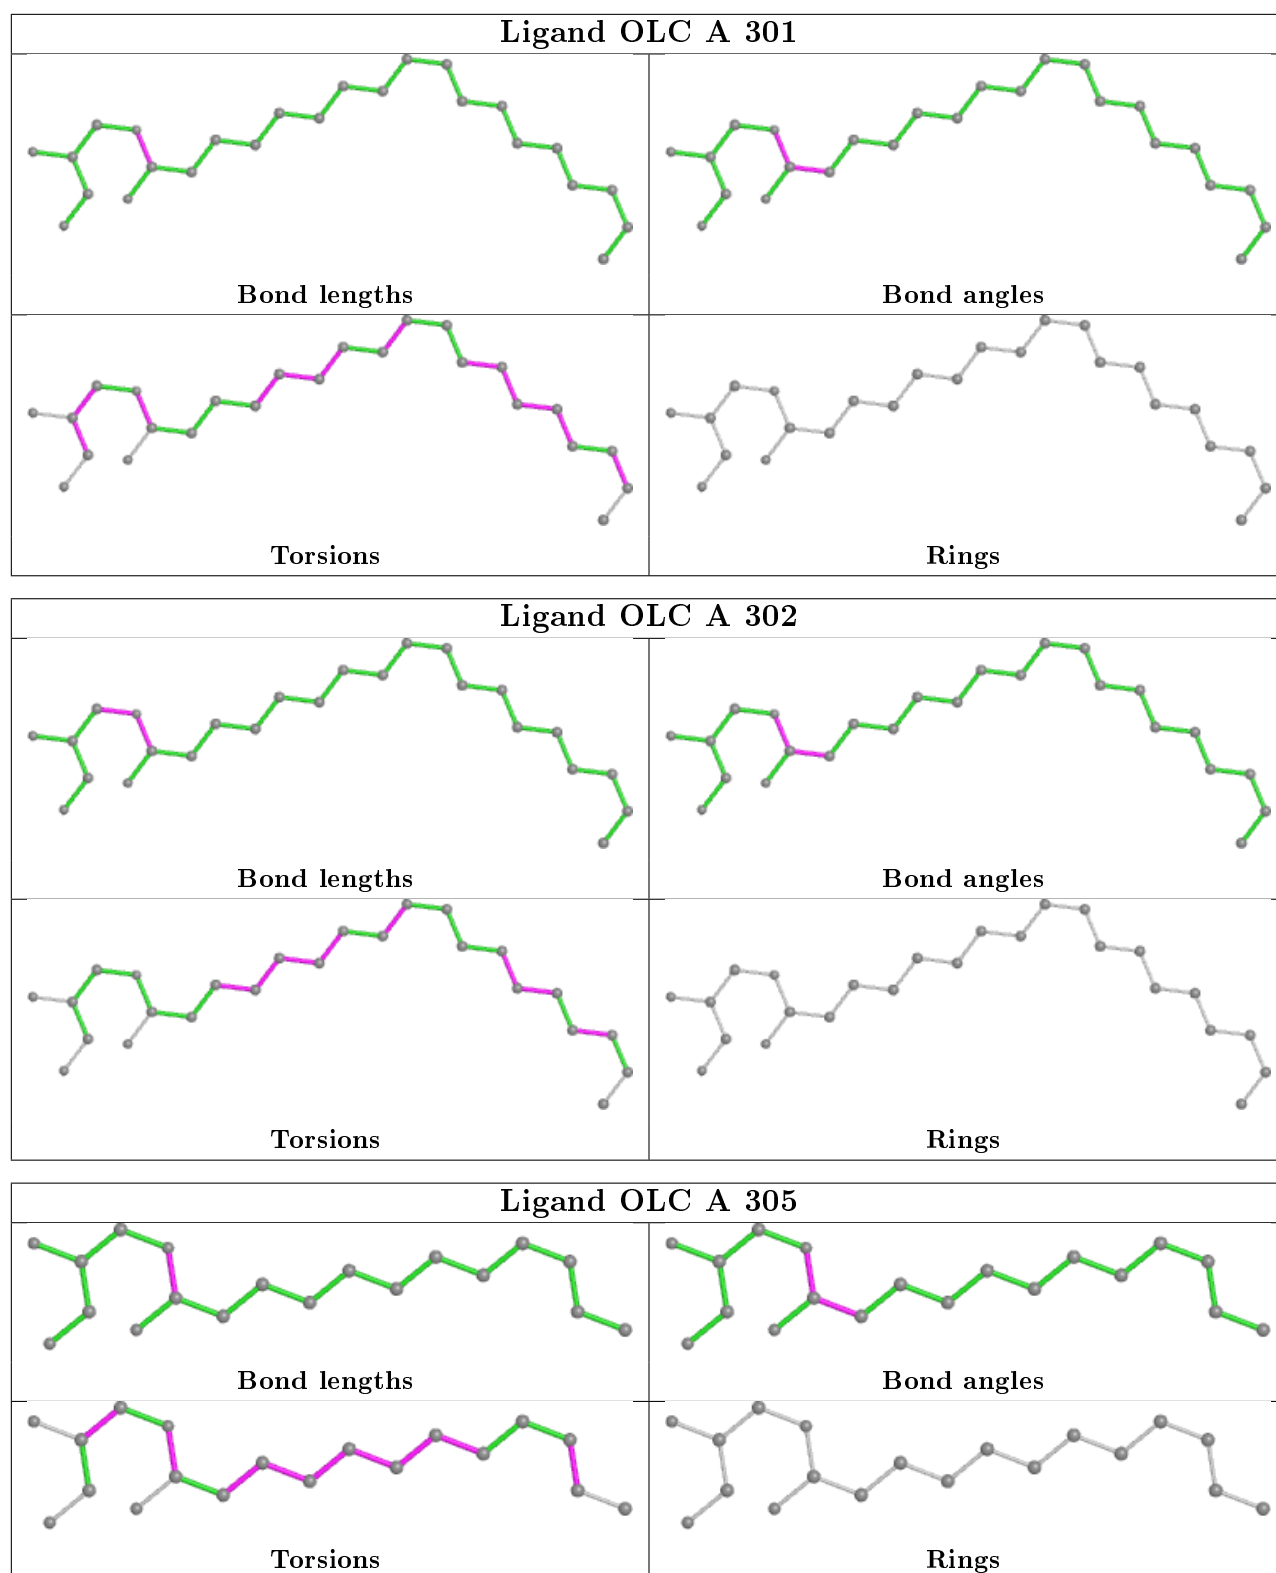 Ligand OLC A 301
Bond lengths
Bond angles
Torsions
Rings
Ligand OLC A 302
Bond lengths
Bond angles
Torsions
Rings
Ligand OLC A 305
Bond lengths
Bond angles
Torsions
Rings